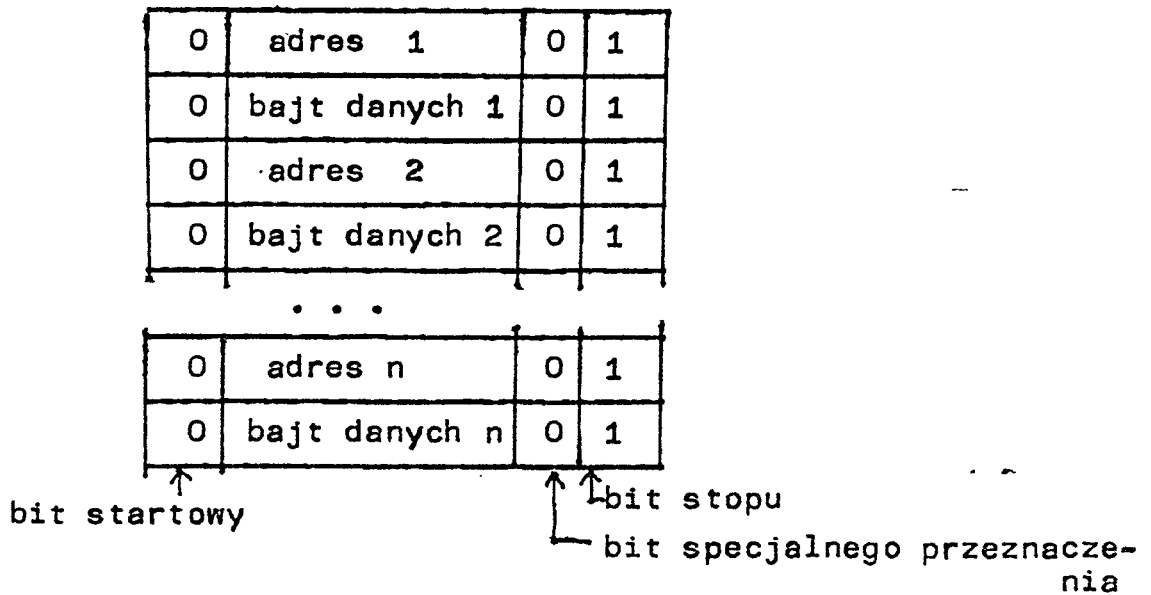 0 adres 1 0 1
0 bajt danych 1 0 1
0 adres 2 0 1
0 bajt danych 2 0 1
. . .
0 adres n 0 1
0 bajt danych n 0 1
bit stopu
bit startowy
bit specjalnego przeznacze-
nia